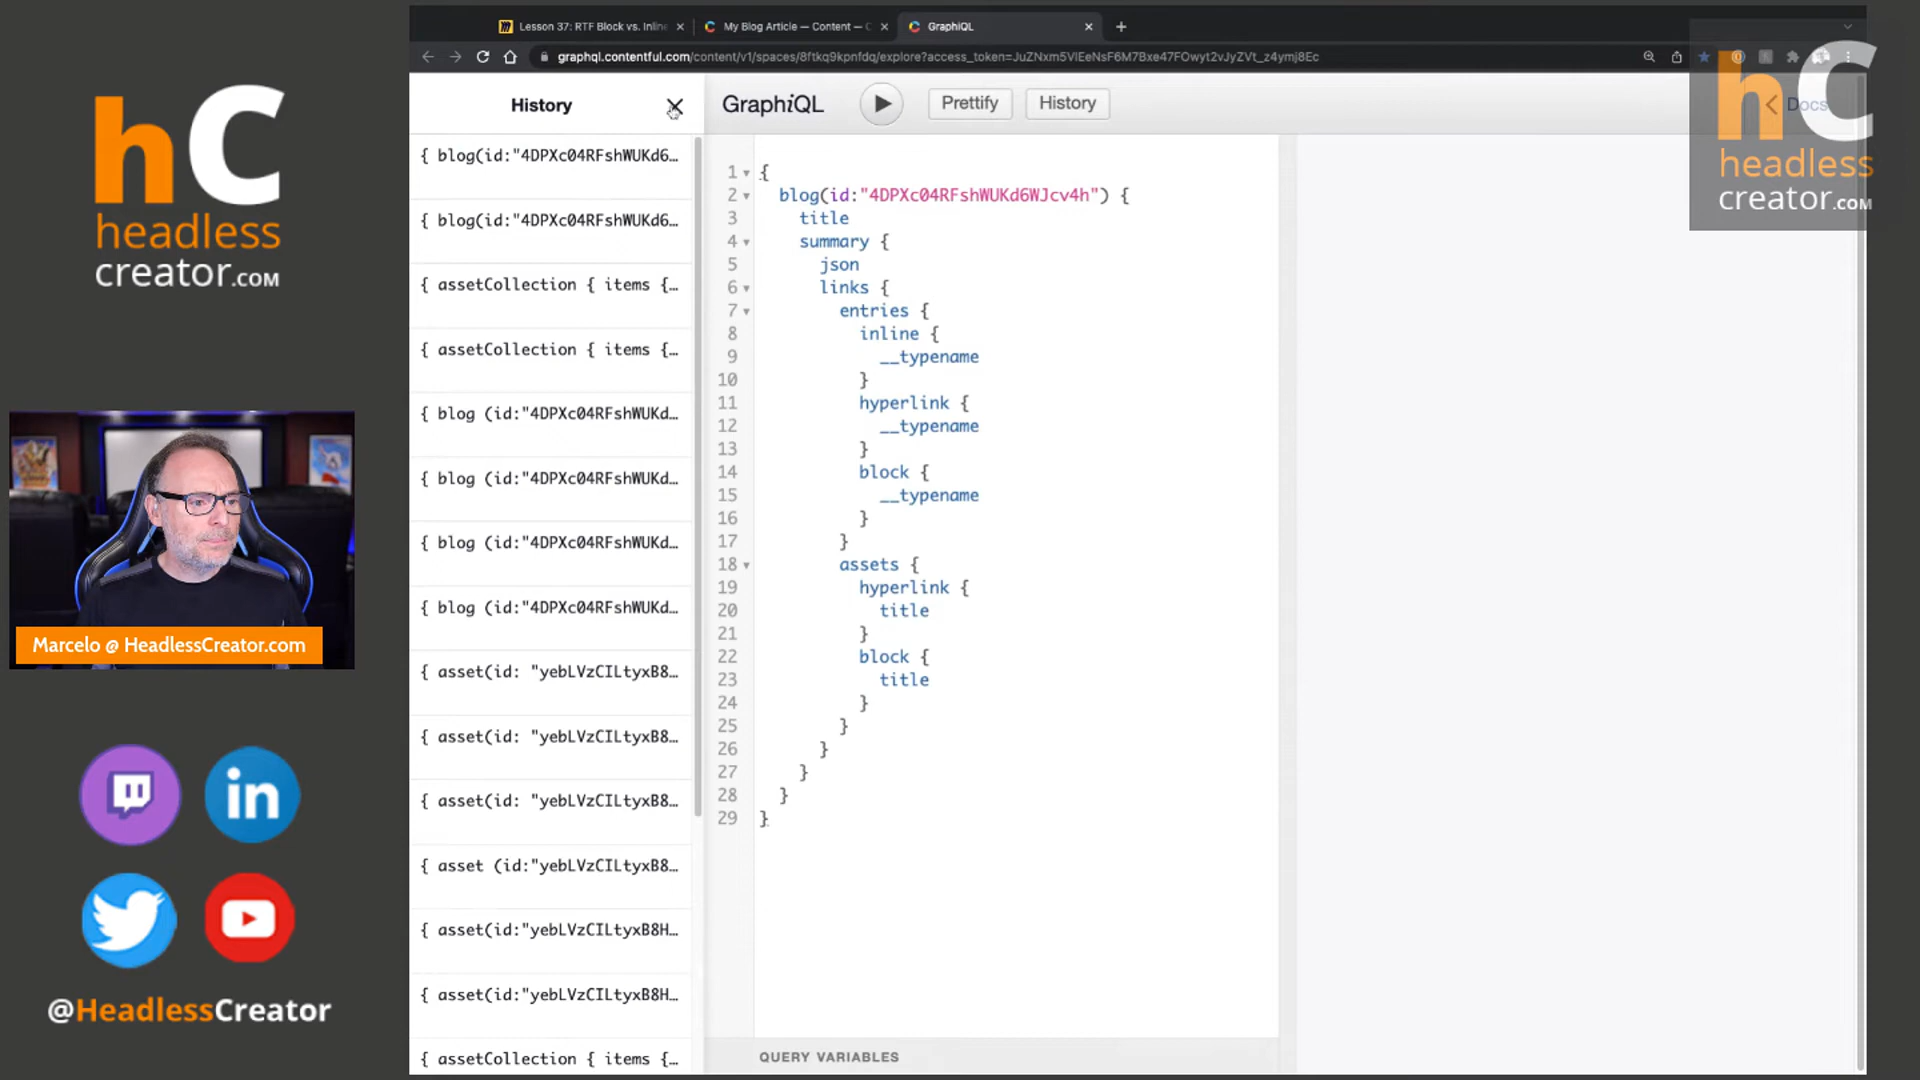 hC
headless
creator.COM
Marcelo @ HeadlessCreator.com
in
@HeadlessCreator
Lesson 37: RTF Block vs. Inline
My Blog Article — Content — C
GraphiQL
graphql.contentful.com/content/v1/spaces/8ftkq9kpnfdq/explore?access_token=JuZNxm5VlEeNsF6M7Bxe47FOwyt2vJyZVt_z4ymj8Ec
History
{ blog(id:"4DPXc04RFshWUKd6…
{ blog(id:"4DPXc04RFshWUKd6…
{ assetCollection { items {…
{ assetCollection { items {…
{ blog (id:"4DPXc04RFshWUKd…
{ blog (id:"4DPXc04RFshWUKd…
{ blog (id:"4DPXc04RFshWUKd…
{ blog (id:"4DPXc04RFshWUKd…
{ asset(id: "yebLVzCILtyxB8…
{ asset(id: "yebLVzCILtyxB8…
{ asset(id: "yebLVzCILtyxB8…
{ asset (id:"yebLVzCILtyxB8…
{ asset(id:"yebLVzCILtyxB8H…
{ asset(id:"yebLVzCILtyxB8H…
{ assetCollection { items {…
GraphiQL
Prettify
History
Docs
1 {
2 blog(id:"4DPXc04RFshWUKd6WJcv4h") {
3 title
4 summary {
5 json
6 links {
7 entries {
8 inline {
9 __typename
10 }
11 hyperlink {
12 __typename
13 }
14 block {
15 __typename
16 }
17 }
18 assets {
19 hyperlink {
20 title
21 }
22 block {
23 title
24 }
25 }
26 }
27 }
28 }
29 }
QUERY VARIABLES
hC
headless
creator.COM